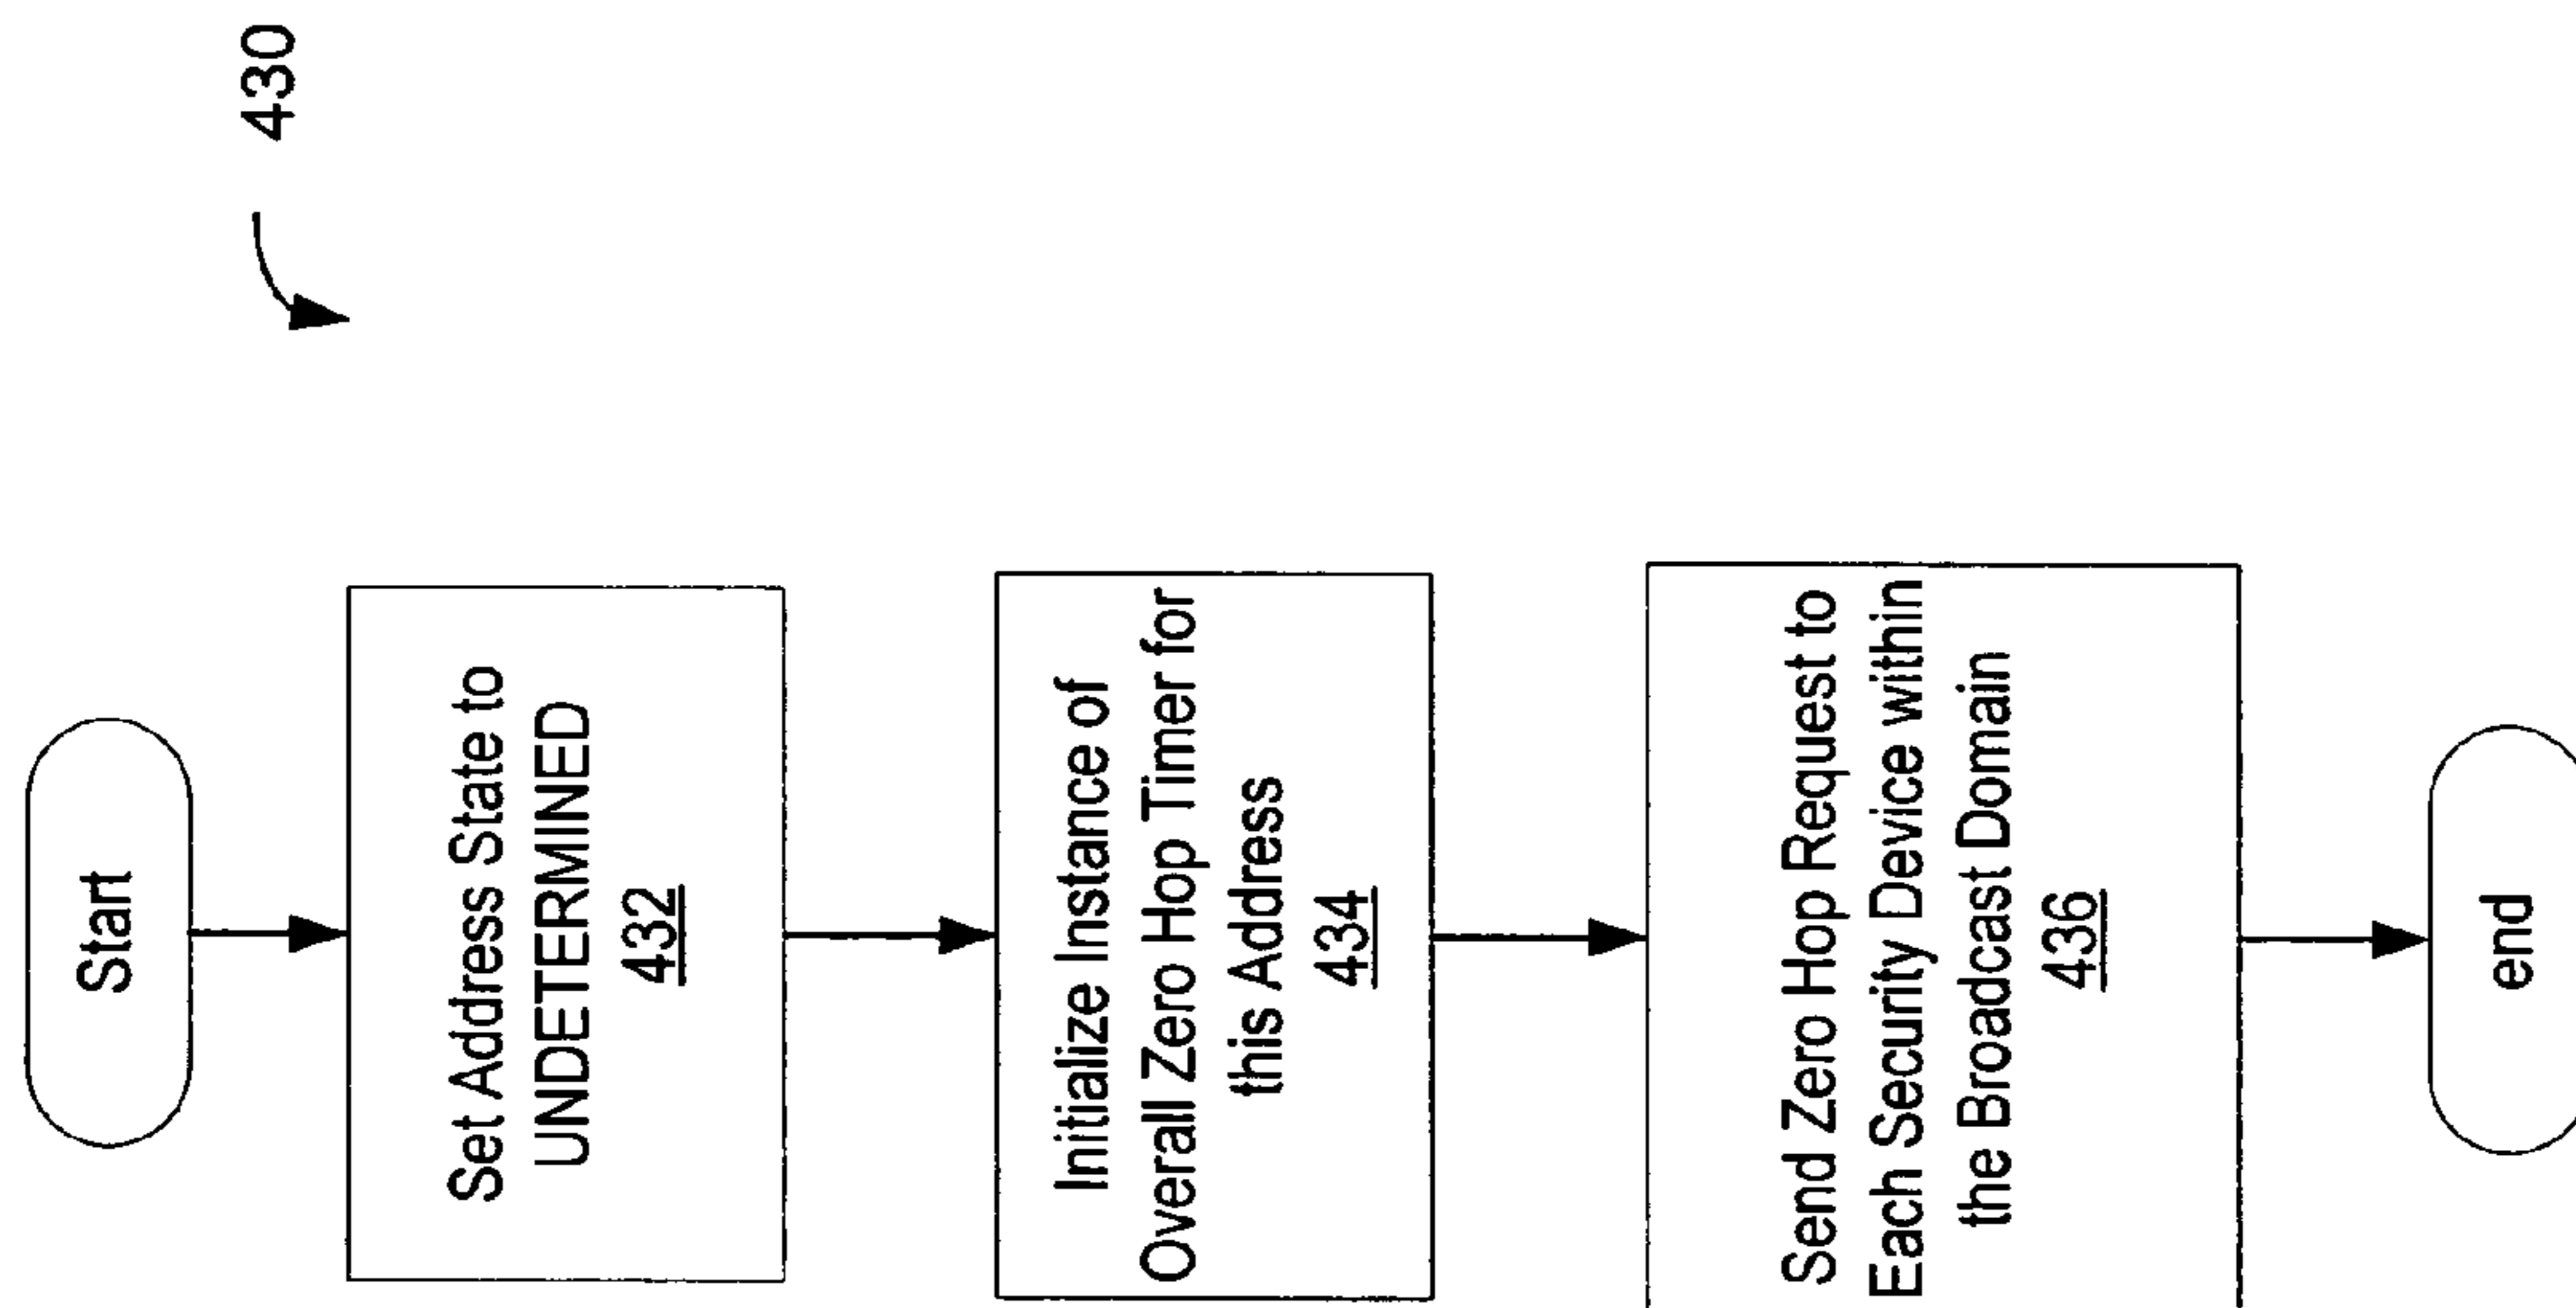 430
Start
Set Address State to
UNDETERMINED
432
Initialize Instance of
Overall Zero Hop Timer for
this Address
434
Send Zero Hop Request to
Each Security Device within
the Broadcast Domain
436
end